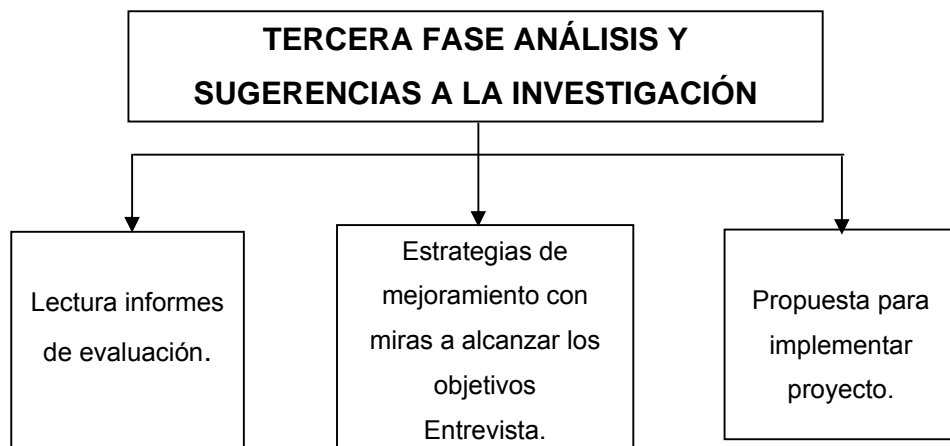 TERCERA FASE ANÁLISIS Y
SUGERENCIAS A LA INVESTIGACIÓN
Lectura informes
de evaluación.
Estrategias de
mejoramiento con
miras a alcanzar los
objetivos
Entrevista.
Propuesta para
implementar
proyecto.